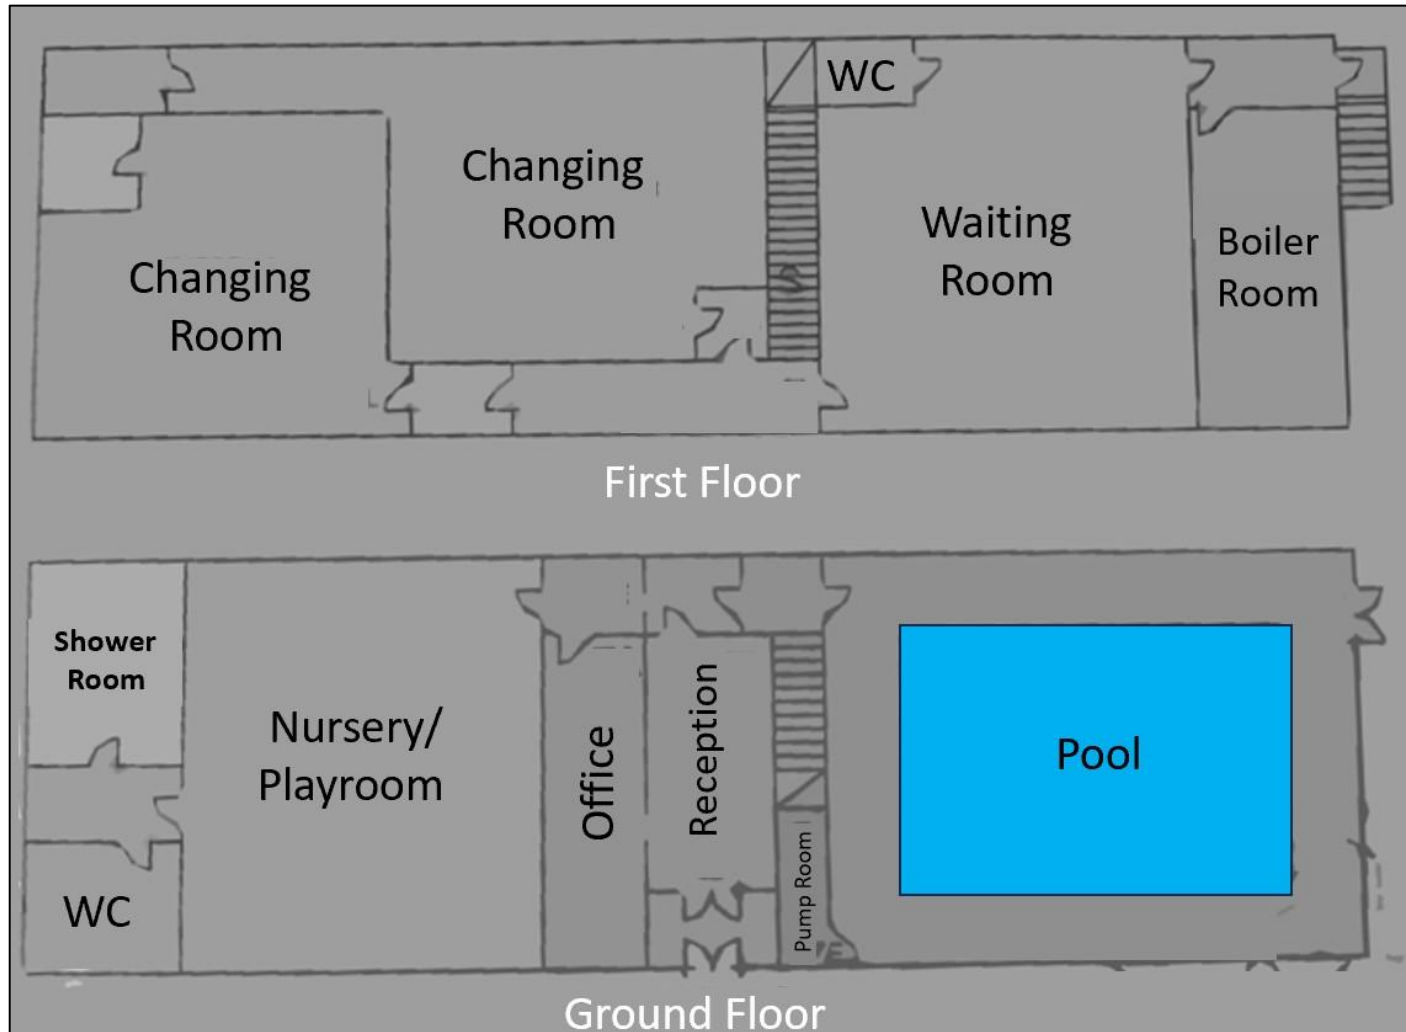 WC
Changing
Room
Waiting
Room
Boiler
Room
Changing
Room
First Floor
Shower
Room
Nursery/
Playroom
Office
Reception
Pump Room
Pool
WC
Ground Floor